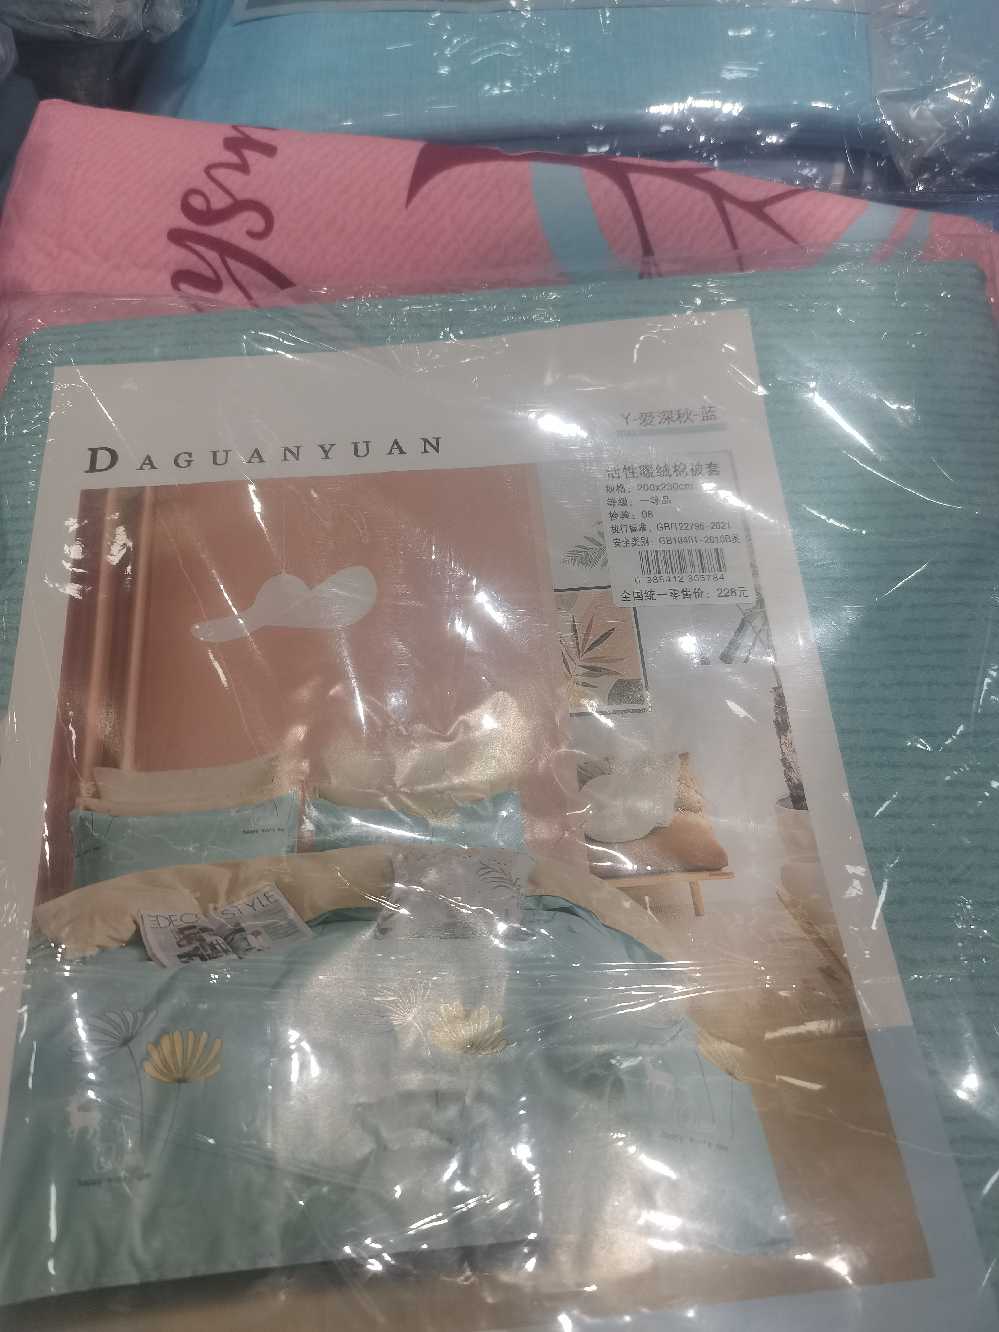 DAGUANYUAN
Y-爱深秋-蓝
活性暖绒棉被套
规格：200x230cm
等级：一等品
检验：08
执行标准：GB/T22796-2021
安全类别：GB18401-2010B类
全国统一零售价：228元
STYLE